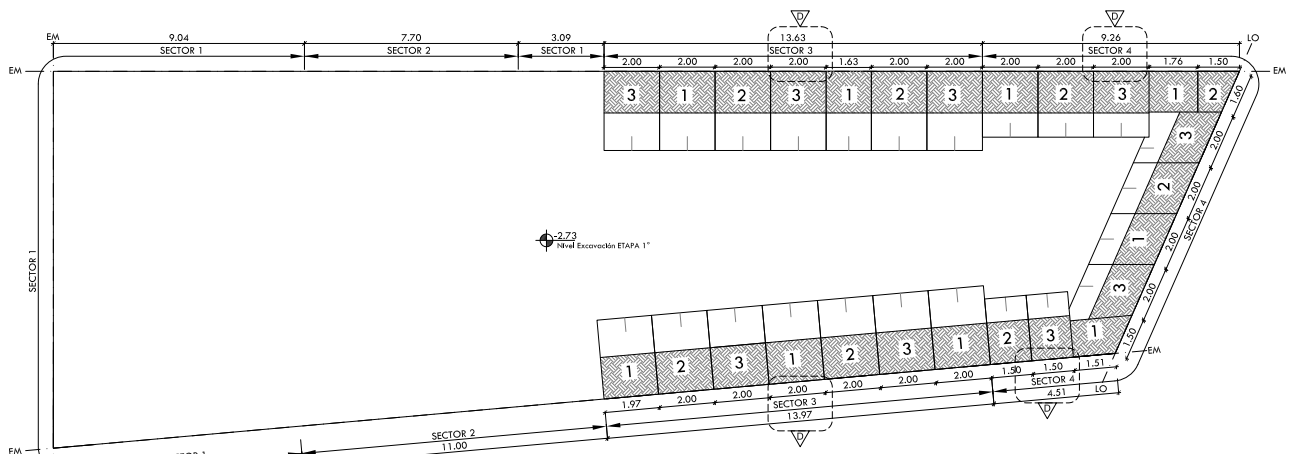 D D
EM 9.04 7.70 3.09 13.63 9.26 LO
SECTOR 1 SECTOR 2 SECTOR 1 SECTOR 3 SECTOR 4
2.00 2.00 2.00 2.00 1.63 2.00 2.00 2.00 2.00 2.00 1.76 1.50
EM EM
3 1 2 3 1 2 3 1 2 3 1 2
1.60
3 2.00
2 2.00
SECTOR 4
1 2.00
3 2.00
1.50
SECTOR 1
-2.73
Nivel Excavación ETAPA 1°
1 2 3 1 2 3 1 2 3 1
EM
1.97 2.00 2.00 2.00 2.00 2.00 2.00 1.50 1.50 1.51
SECTOR 3 SECTOR 4
13.97 4.51 LO
D D
SECTOR 2
11.00
EM